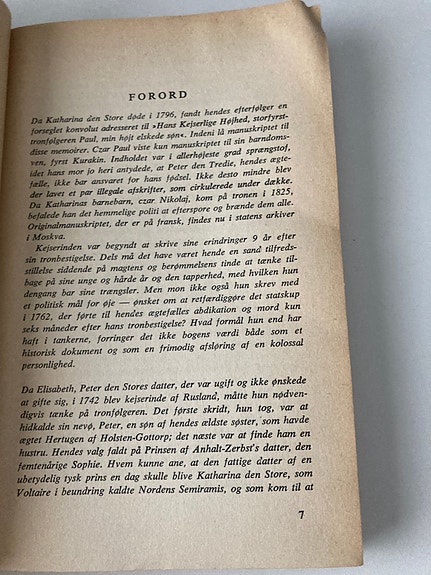 FORORD
Da Katharina den Store døde i 1796, fandt hendes efterfølger en
forseglet konvolut adresseret til »Hans Kejserlige Højhed, storfyrst-
tronfølgeren Paul, min højt elskede søn«. Indeni lå manuskriptet til
disse memoirer. Czar Paul viste kun manuskriptet til sin barndoms-
ven, fyrst Kurakin. Indholdet var i allerhøjeste grad sprængstof,
idet hans mor jo heri antydede, at Peter den Tredie, hendes ægte-
fælle, ikke bar ansvaret for hans fødsel. Ikke desto mindre blev
der lavet et par illegale afskrifter, som cirkulerede under dække.
Da Katharinas barnebarn, czar Nikolaj, kom på tronen i 1825,
befalede han det hemmelige politi at efterspore og brænde dem alle.
Originalmanuskriptet, der er på fransk, findes nu i statens arkiver
i Moskva.
Kejserinden var begyndt at skrive sine erindringer 9 år efter
sin tronbestigelse. Dels må det have været hende en sand tilfreds-
stillelse siddende på magtens og berømmelsens tinde at tænke til-
bage på sine unge og hårde år og den tapperhed, med hvilken hun
dengang bar sine trængsler. Men mon ikke også hun skrev med
et politisk mål for øje — ønsket om at retfærdiggøre det statskup
i 1762, der førte til hendes ægtefælles abdikation og mord kun
seks måneder efter hans tronbestigelse? Hvad formål hun end har
haft i tankerne, forringer det ikke bogens værdi både som et
historisk dokument og som en frimodig afsløring af en kolossal
personlighed.
Da Elisabeth, Peter den Stores datter, der var ugift og ikke ønskede
at gifte sig, i 1742 blev kejserinde af Rusland, måtte hun nødven-
digvis tænke på tronfølgeren. Det første skridt, hun tog, var at
hidkalde sin nevø, Peter, en søn af hendes ældste søster, som havde
ægtet Hertugen af Holsten-Gottorp; det næste var at finde ham en
hustru. Hendes valg faldt på Prinsen af Anhalt-Zerbst's datter, den
femtenårige Sophie. Hvem kunne ane, at den fattige datter af en
ubetydelig tysk prins en dag skulle blive Katharina den Store, som
Voltaire i beundring kaldte Nordens Semiramis, og som kom til at
7